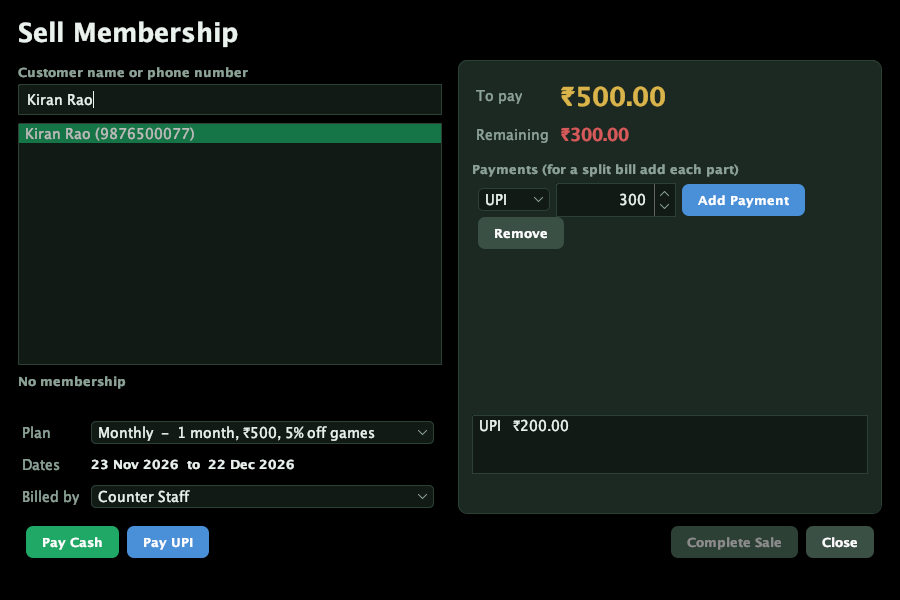 Sell Membership
Customer name or phone number
Kiran Rao
Kiran Rao (9876500077)
No membership
Plan
Monthly – 1 month, ₹500, 5% off games
Dates
23 Nov 2026 to 22 Dec 2026
Billed by
Counter Staff
Pay Cash
Pay UPI
To pay
₹500.00
Remaining
₹300.00
Payments (for a split bill add each part)
UPI
300
Add Payment
Remove
UPI ₹200.00
Complete Sale
Close